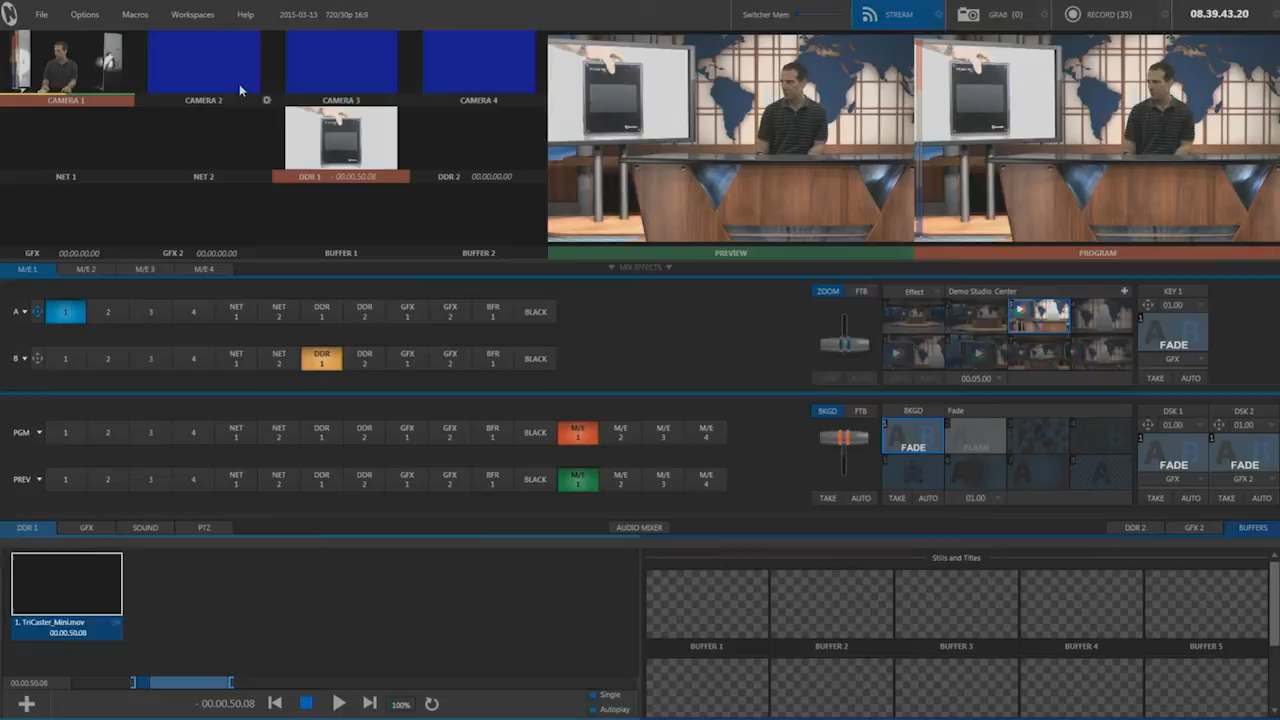 File Options Macros Workspaces Help 2015-03-13 720/30p 16:9 Switcher Mem STREAM GRAB (0) RECORD (35) 08.39.43.20
CAMERA 1 CAMERA 2 CAMERA 3 CAMERA 4
NET 1 NET 2 DDR 1 - 00.00.50.08 DDR 2 00.00.00.00
GFX 00.00.00.00 GFX 2 00.00.00.00 BUFFER 1 BUFFER 2 PREVIEW PROGRAM
M/E 1 M/E 2 M/E 3 M/E 4 MIX EFFECTS
ZOOM FTB Effect Demo Studio Center KEY 1
01.00
A 1 2 3 4 NET 1 NET 2 DDR 1 DDR 2 GFX 1 GFX 2 BFR 1 BLACK
FADE
B 1 2 3 4 NET 1 NET 2 DDR 1 DDR 2 GFX 1 GFX 2 BFR 1 BLACK
GFX
00.05.00 TAKE AUTO
BKGD FTB BKGD Fade DSK 1 DSK 2
01.00 01.00
PGM 1 2 3 4 NET 1 NET 2 DDR 1 DDR 2 GFX 1 GFX 2 BFR 1 BLACK M/E 1 M/E 2 M/E 3 M/E 4
FADE FLASH FADE FADE
PREV 1 2 3 4 NET 1 NET 2 DDR 1 DDR 2 GFX 1 GFX 2 BFR 1 BLACK M/E 1 M/E 2 M/E 3 M/E 4
GFX GFX 2
TAKE AUTO TAKE AUTO 01.00 TAKE AUTO TAKE AUTO
DDR 1 GFX SOUND PTZ AUDIO MIXER DDR 2 GFX 2 BUFFERS
Stills and Titles
1. TriCaster_Mini.mov
00.00.50.08
BUFFER 1 BUFFER 2 BUFFER 3 BUFFER 4 BUFFER 5
00.00.50.08
- 00.00.50.08 100% Single
Autoplay